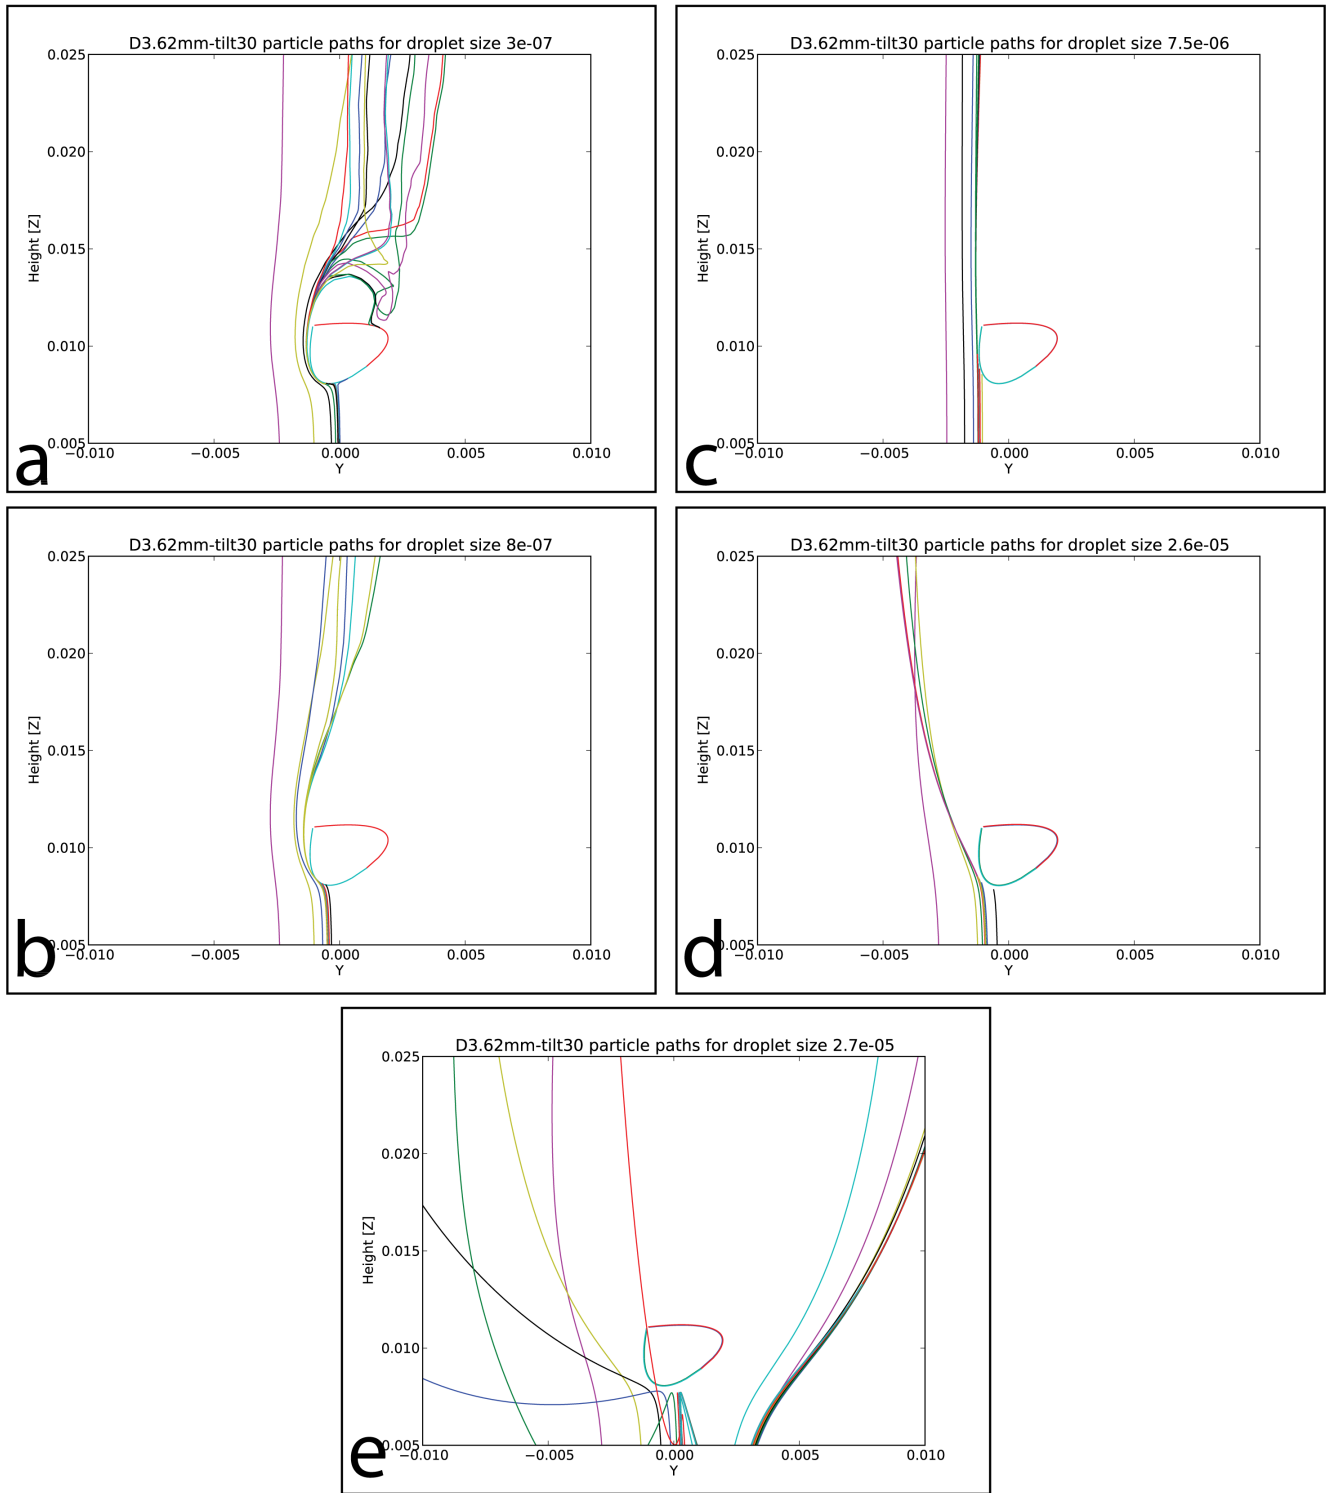 D3.62mm-tilt30 particle paths for droplet size 3e-07
0.025
0.020
0.015
0.010
0.005
Height [Z]
−0.010 −0.005 0.000 0.005 0.010
Y
a
D3.62mm-tilt30 particle paths for droplet size 7.5e-06
0.025
0.020
0.015
0.010
0.005
Height [Z]
−0.010 −0.005 0.000 0.005 0.010
Y
c
D3.62mm-tilt30 particle paths for droplet size 8e-07
0.025
0.020
0.015
0.010
0.005
Height [Z]
−0.010 −0.005 0.000 0.005 0.010
Y
b
D3.62mm-tilt30 particle paths for droplet size 2.6e-05
0.025
0.020
0.015
0.010
0.005
Height [Z]
−0.010 −0.005 0.000 0.005 0.010
Y
d
D3.62mm-tilt30 particle paths for droplet size 2.7e-05
0.025
0.020
0.015
0.010
0.005
Height [Z]
−0.010 −0.005 0.000 0.005 0.010
Y
e